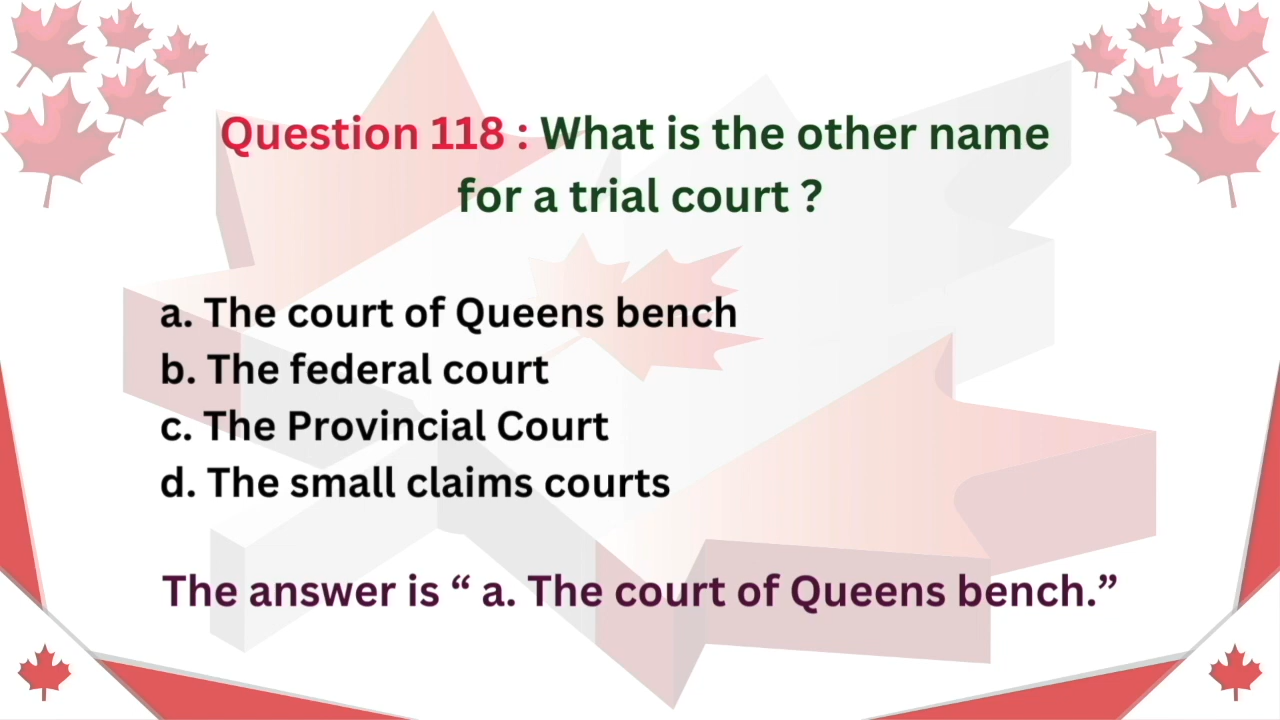 Question 118 : What is the other name
for a trial court ?
a. The court of Queens bench
b. The federal court
c. The Provincial Court
d. The small claims courts
The answer is “ a. The court of Queens bench.”